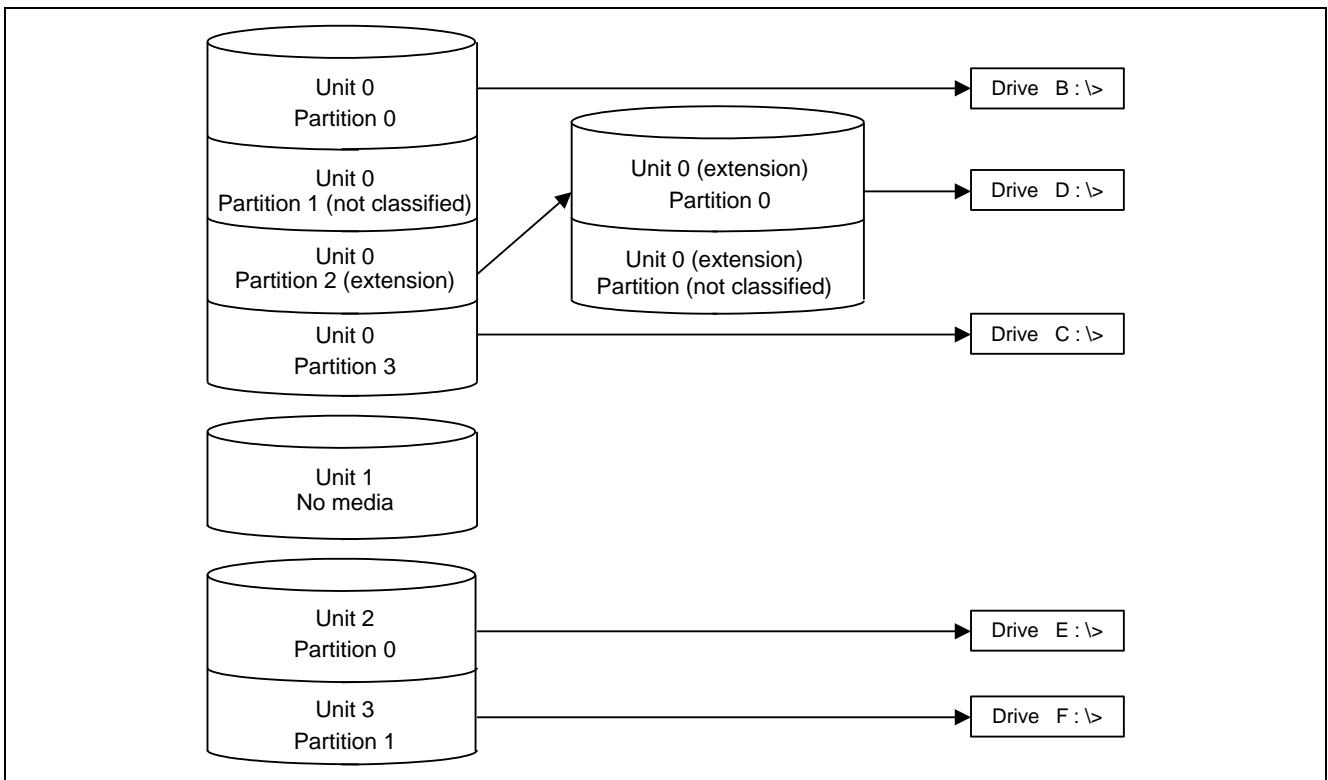 Unit 0
Partition 0
Drive B : \>
Unit 0
Partition 1 (not classified)
Unit 0 (extension)
Partition 0
Drive D : \>
Unit 0
Partition 2 (extension)
Unit 0 (extension)
Partition (not classified)
Unit 0
Partition 3
Drive C : \>
Unit 1
No media
Unit 2
Partition 0
Drive E : \>
Unit 3
Partition 1
Drive F : \>